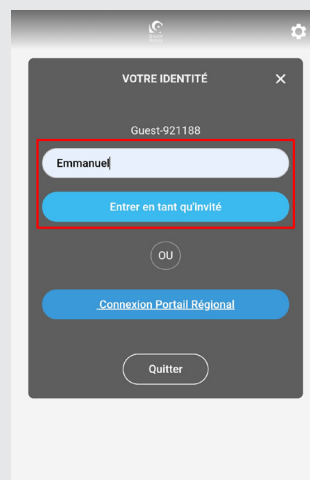 VOTRE IDENTITÉ ×
Guest-921188
Emmanuel
Entrer en tant qu'invité
OU
Connexion Portail Régional
Quitter